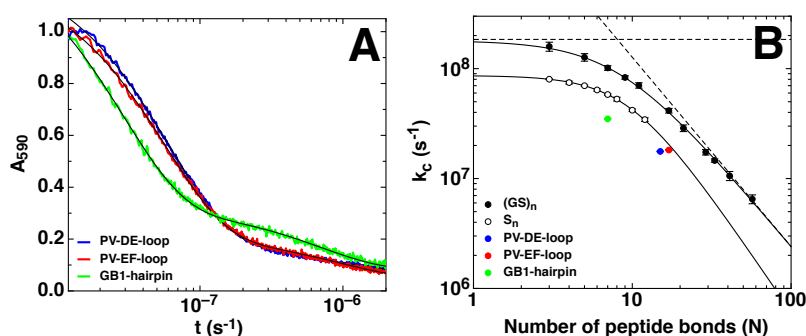 A
A590
1.0
0.8
0.6
0.4
0.2
0.0
PV-DE-loop
PV-EF-loop
GB1-hairpin
10⁻⁷
10⁻⁶
t (s⁻¹)
B
kc (s⁻¹)
10⁸
10⁷
10⁶
(GS)n
Sn
PV-DE-loop
PV-EF-loop
GB1-hairpin
1
10
100
Number of peptide bonds (N)